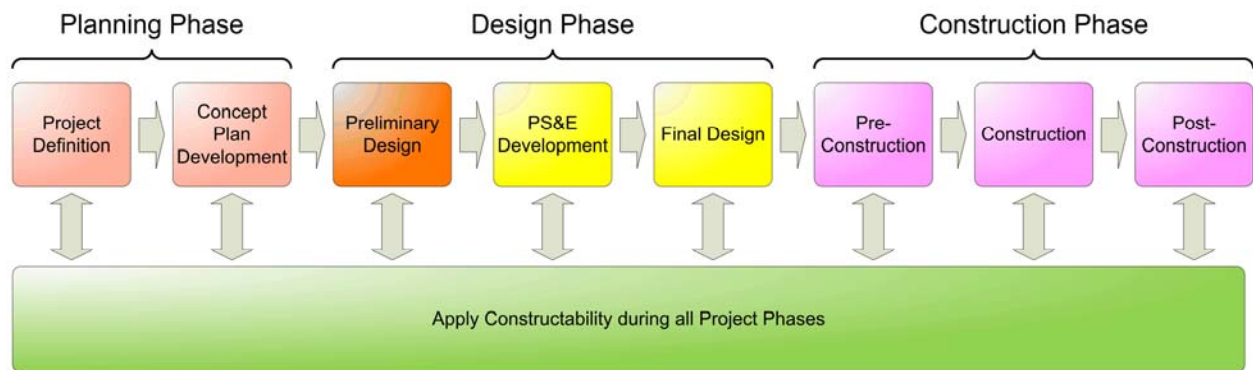 Planning Phase
Design Phase
Construction Phase
Project
Definition
Concept
Plan
Development
Preliminary
Design
PS&E
Development
Final Design
Pre-
Construction
Construction
Post-
Construction
Apply Constructability during all Project Phases